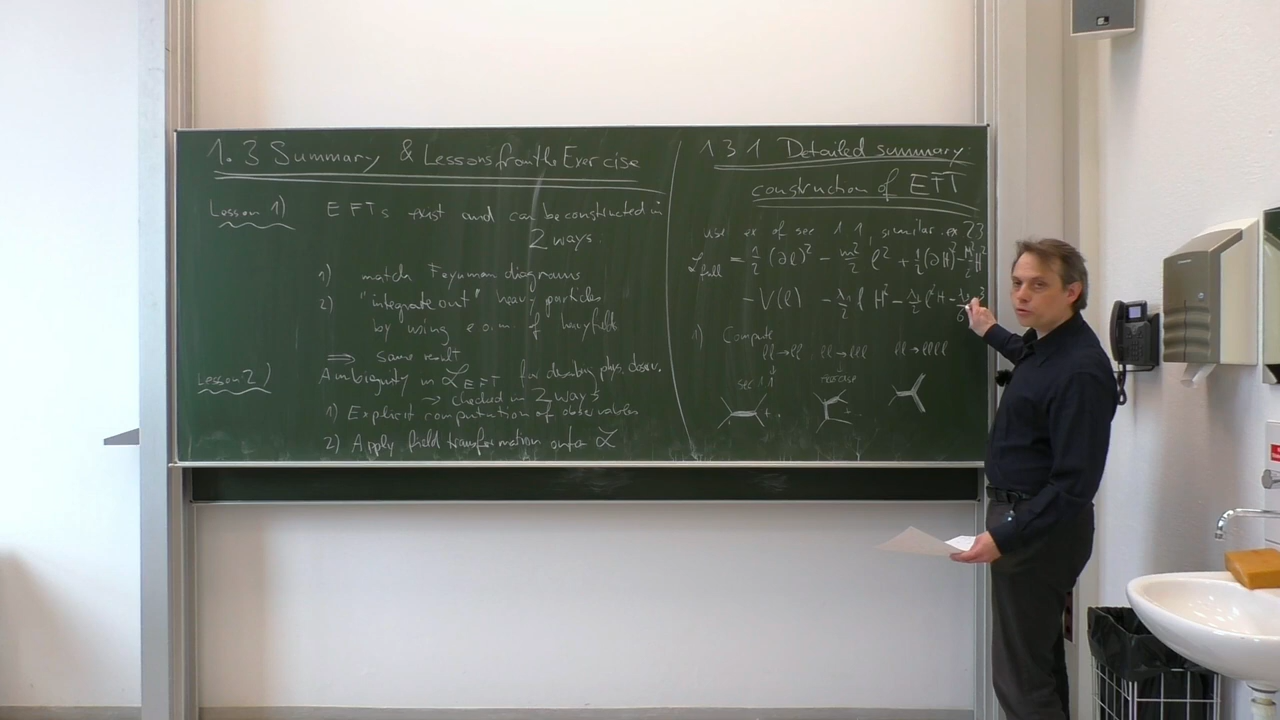 1.3 Summary & Lessons from the Exercise
Lesson 1) EFTs exist and can be constructed in
2 ways.
1) match Feynman diagrams
2) "integrate out" heavy particles
by using e.o.m. of heavy fields
⟹ same result
Lesson 2) Ambiguity in ℒ_EFT for describing phys. observ.
→ checked in 2 ways
1) Explicit computation of observables
2) Apply field transformation onto ℒ
1.3.1 Detailed summary:
construction of EFT
use ex of sec 1.1, similar ex 2.3
ℒ_full = 1/2 (∂ℓ)² - m²/2 ℓ² + 1/2 (∂H)² - M²/2 H²
- V(ℓ) - λ₁/2 ℓ H² - λ₂/2 ℓ² H - 
1) Compute
ℓℓ→ℓℓ, ℓℓ→ℓℓℓ, ℓℓ→ℓℓℓℓ
sec 1.1 exercise
+.. +..